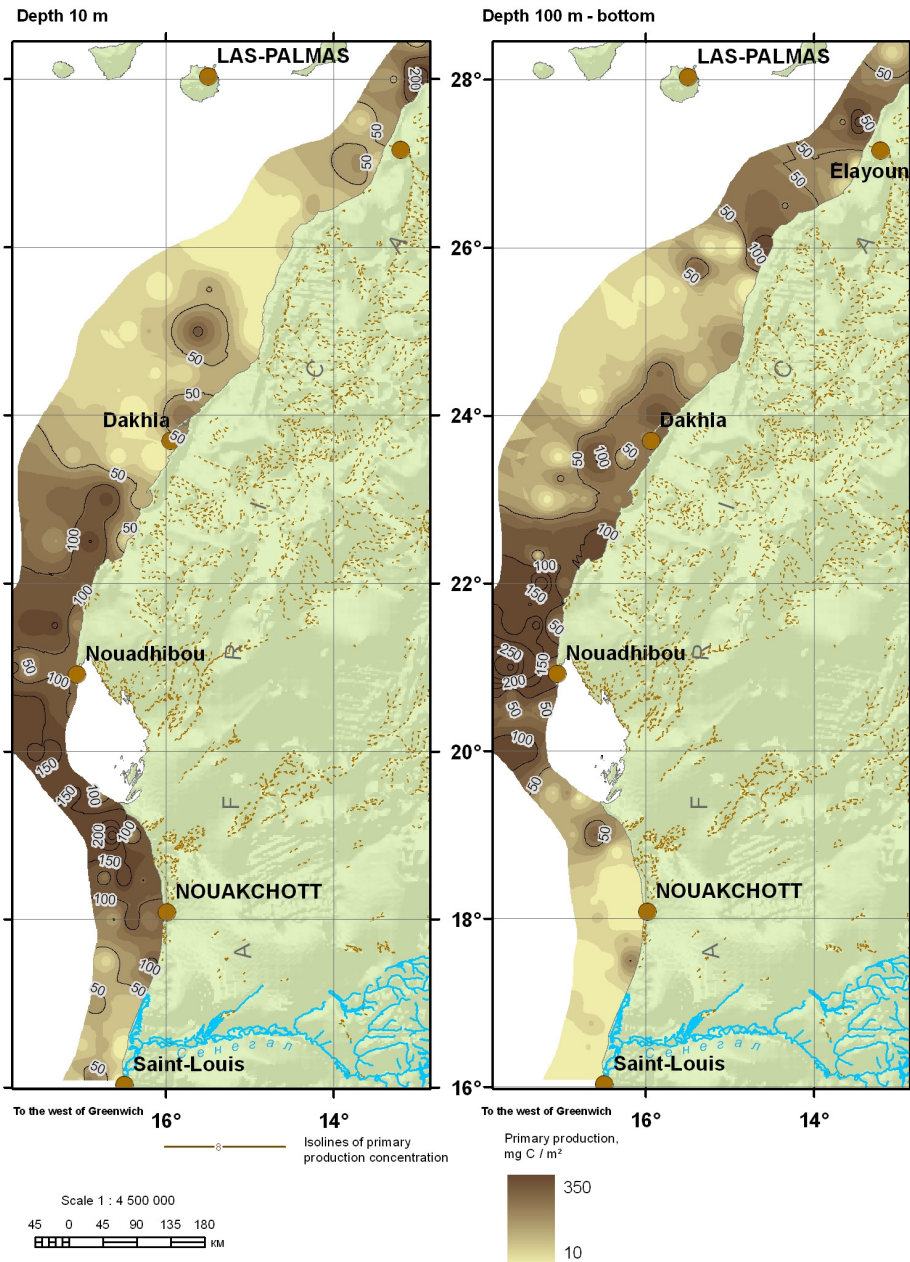 Depth 10 m
Depth 100 m - bottom
LAS-PALMAS
200
50
50
50
50
Dakhla
50
50
50
100
100
Nouadhibou
50
100
150
150
100
200
100
150
NOUAKCHOTT
100
100
50
50
Сенегал
Saint-Louis
50
А
С
I
R
F
A
28°
26°
24°
22°
20°
18°
16°
LAS-PALMAS
50
50
Elayoun
50
50
50
100
50
Dakhla
50
100
50
100
100
150
50
250
150
200
Nouadhibou
50
50
100
50
50
NOUAKCHOTT
Сенегал
Saint-Louis
A
C
I
R
F
A
To the west of Greenwich
16°
14°
To the west of Greenwich
16°
14°
8
Isolines of primary
production concentration
Primary production,
mg C / m²
350
10
Scale 1 : 4 500 000
45 0 45 90 135 180
км